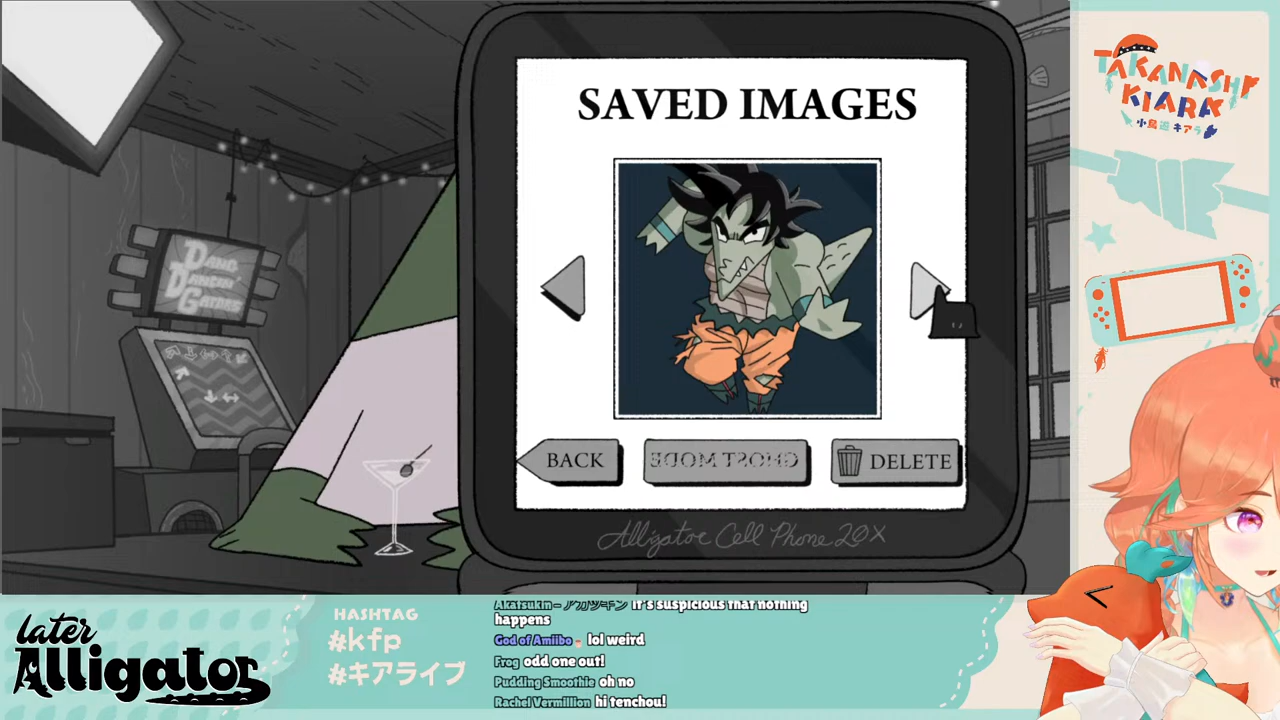 SAVED IMAGES
BACK
GHOST MODE
DELETE
Alligator Cell Phone 20X
DANG
DANCIN'
GATORS
TAKANASHI
KIARA
小鳥遊キアラ
later
Alligator
HASHTAG
#kfp
#キアライブ
Akatsukin - アカツキン it's suspicious that nothing
happens
God of Amiibo lol weird
Frog odd one out!
Pudding Smoothie oh no
Rachel Vermillion hi tenchou!